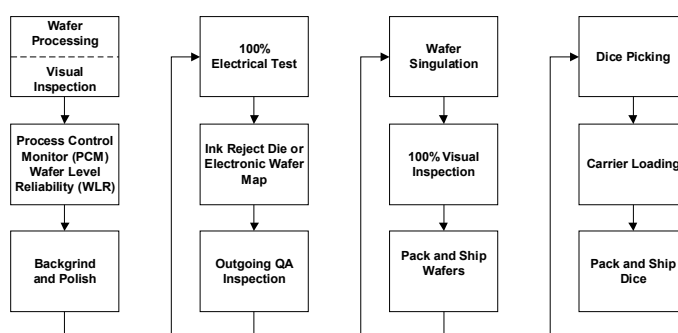 Wafer
Processing
Visual
Inspection
Process Control
Monitor (PCM)
Wafer Level
Reliability (WLR)
Backgrind
and Polish
100%
Electrical Test
Ink Reject Die or
Electronic Wafer
Map
Outgoing QA
Inspection
Wafer
Singulation
100% Visual
Inspection
Pack and Ship
Wafers
Dice Picking
Carrier Loading
Pack and Ship
Dice